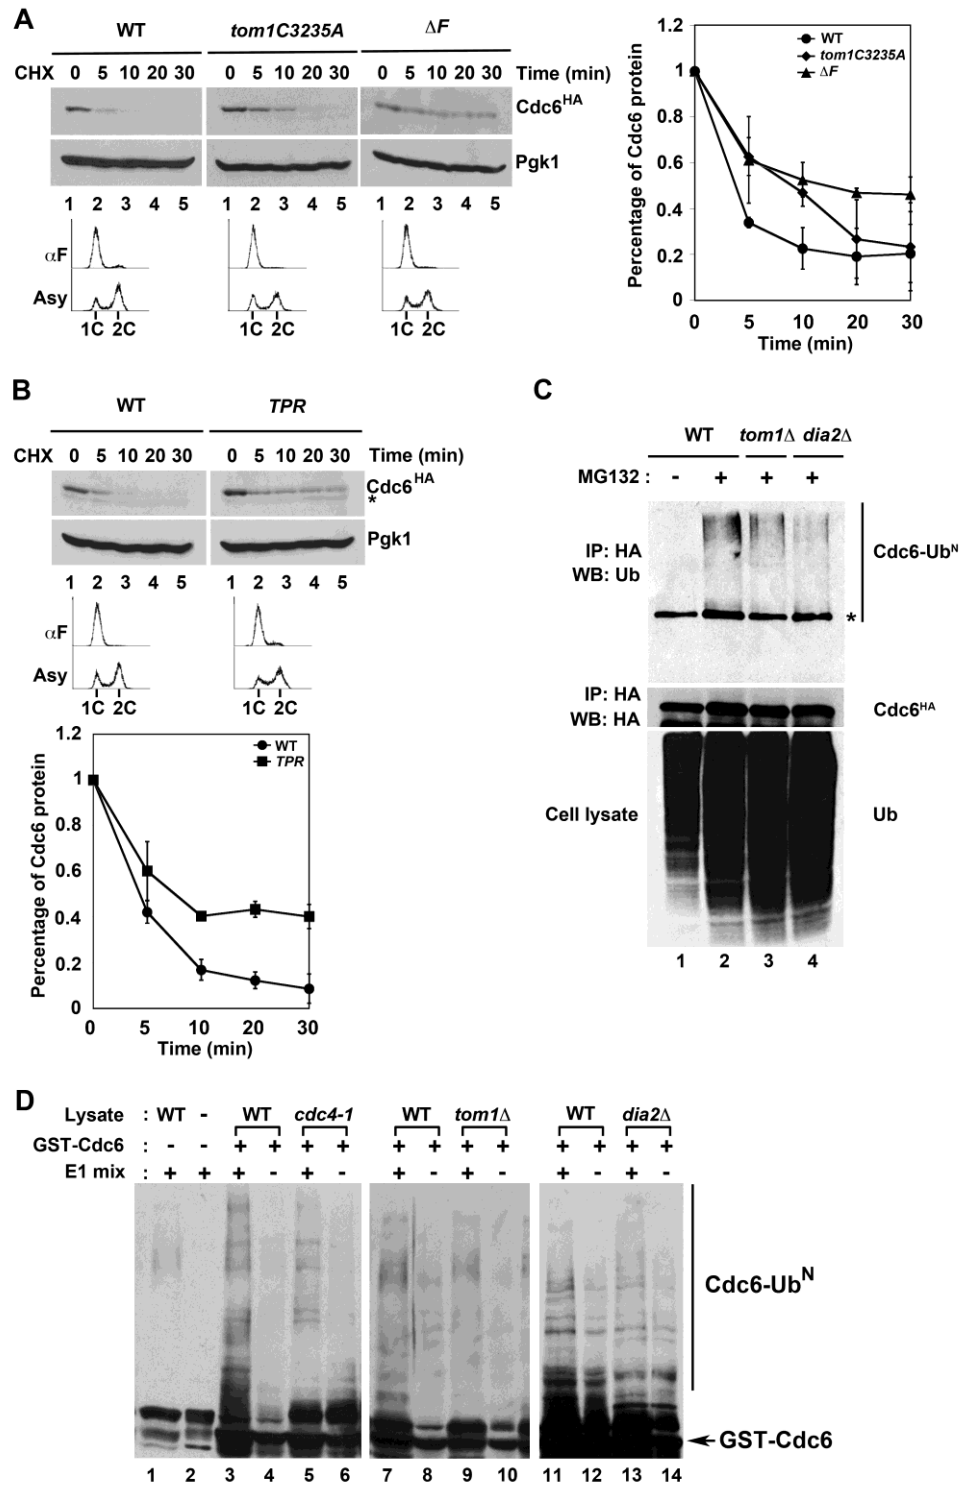 A
WT tom1C3235A ΔF
CHX 0 5 10 20 30 0 5 10 20 30 0 5 10 20 30 Time (min)
Cdc6HA
Pgk1
1 2 3 4 5 1 2 3 4 5 1 2 3 4 5
αF
Asy
1C 2C 1C 2C 1C 2C
Percentage of Cdc6 protein
1.2
1
0.8
0.6
0.4
0.2
0
WT
tom1C3235A
ΔF
0 5 10 20 30
Time (min)
B
WT TPR
CHX 0 5 10 20 30 0 5 10 20 30 Time (min)
Cdc6HA
*
Pgk1
1 2 3 4 5 1 2 3 4 5
αF
Asy
1C 2C 1C 2C
Percentage of Cdc6 protein
1.2
1
0.8
0.6
0.4
0.2
0
WT
TPR
0 5 10 20 30
Time (min)
C
WT tom1Δ dia2Δ
MG132 : - + + +
IP: HA
WB: Ub
Cdc6-UbN
*
IP: HA
WB: HA
Cdc6HA
Cell lysate
Ub
1 2 3 4
D
Lysate : WT - WT cdc4-1 WT tom1Δ WT dia2Δ
GST-Cdc6 : - - + + + + + + + + + + + +
E1 mix : + + + - + - + - + - + - + -
Cdc6-UbN
GST-Cdc6
1 2 3 4 5 6 7 8 9 10 11 12 13 14